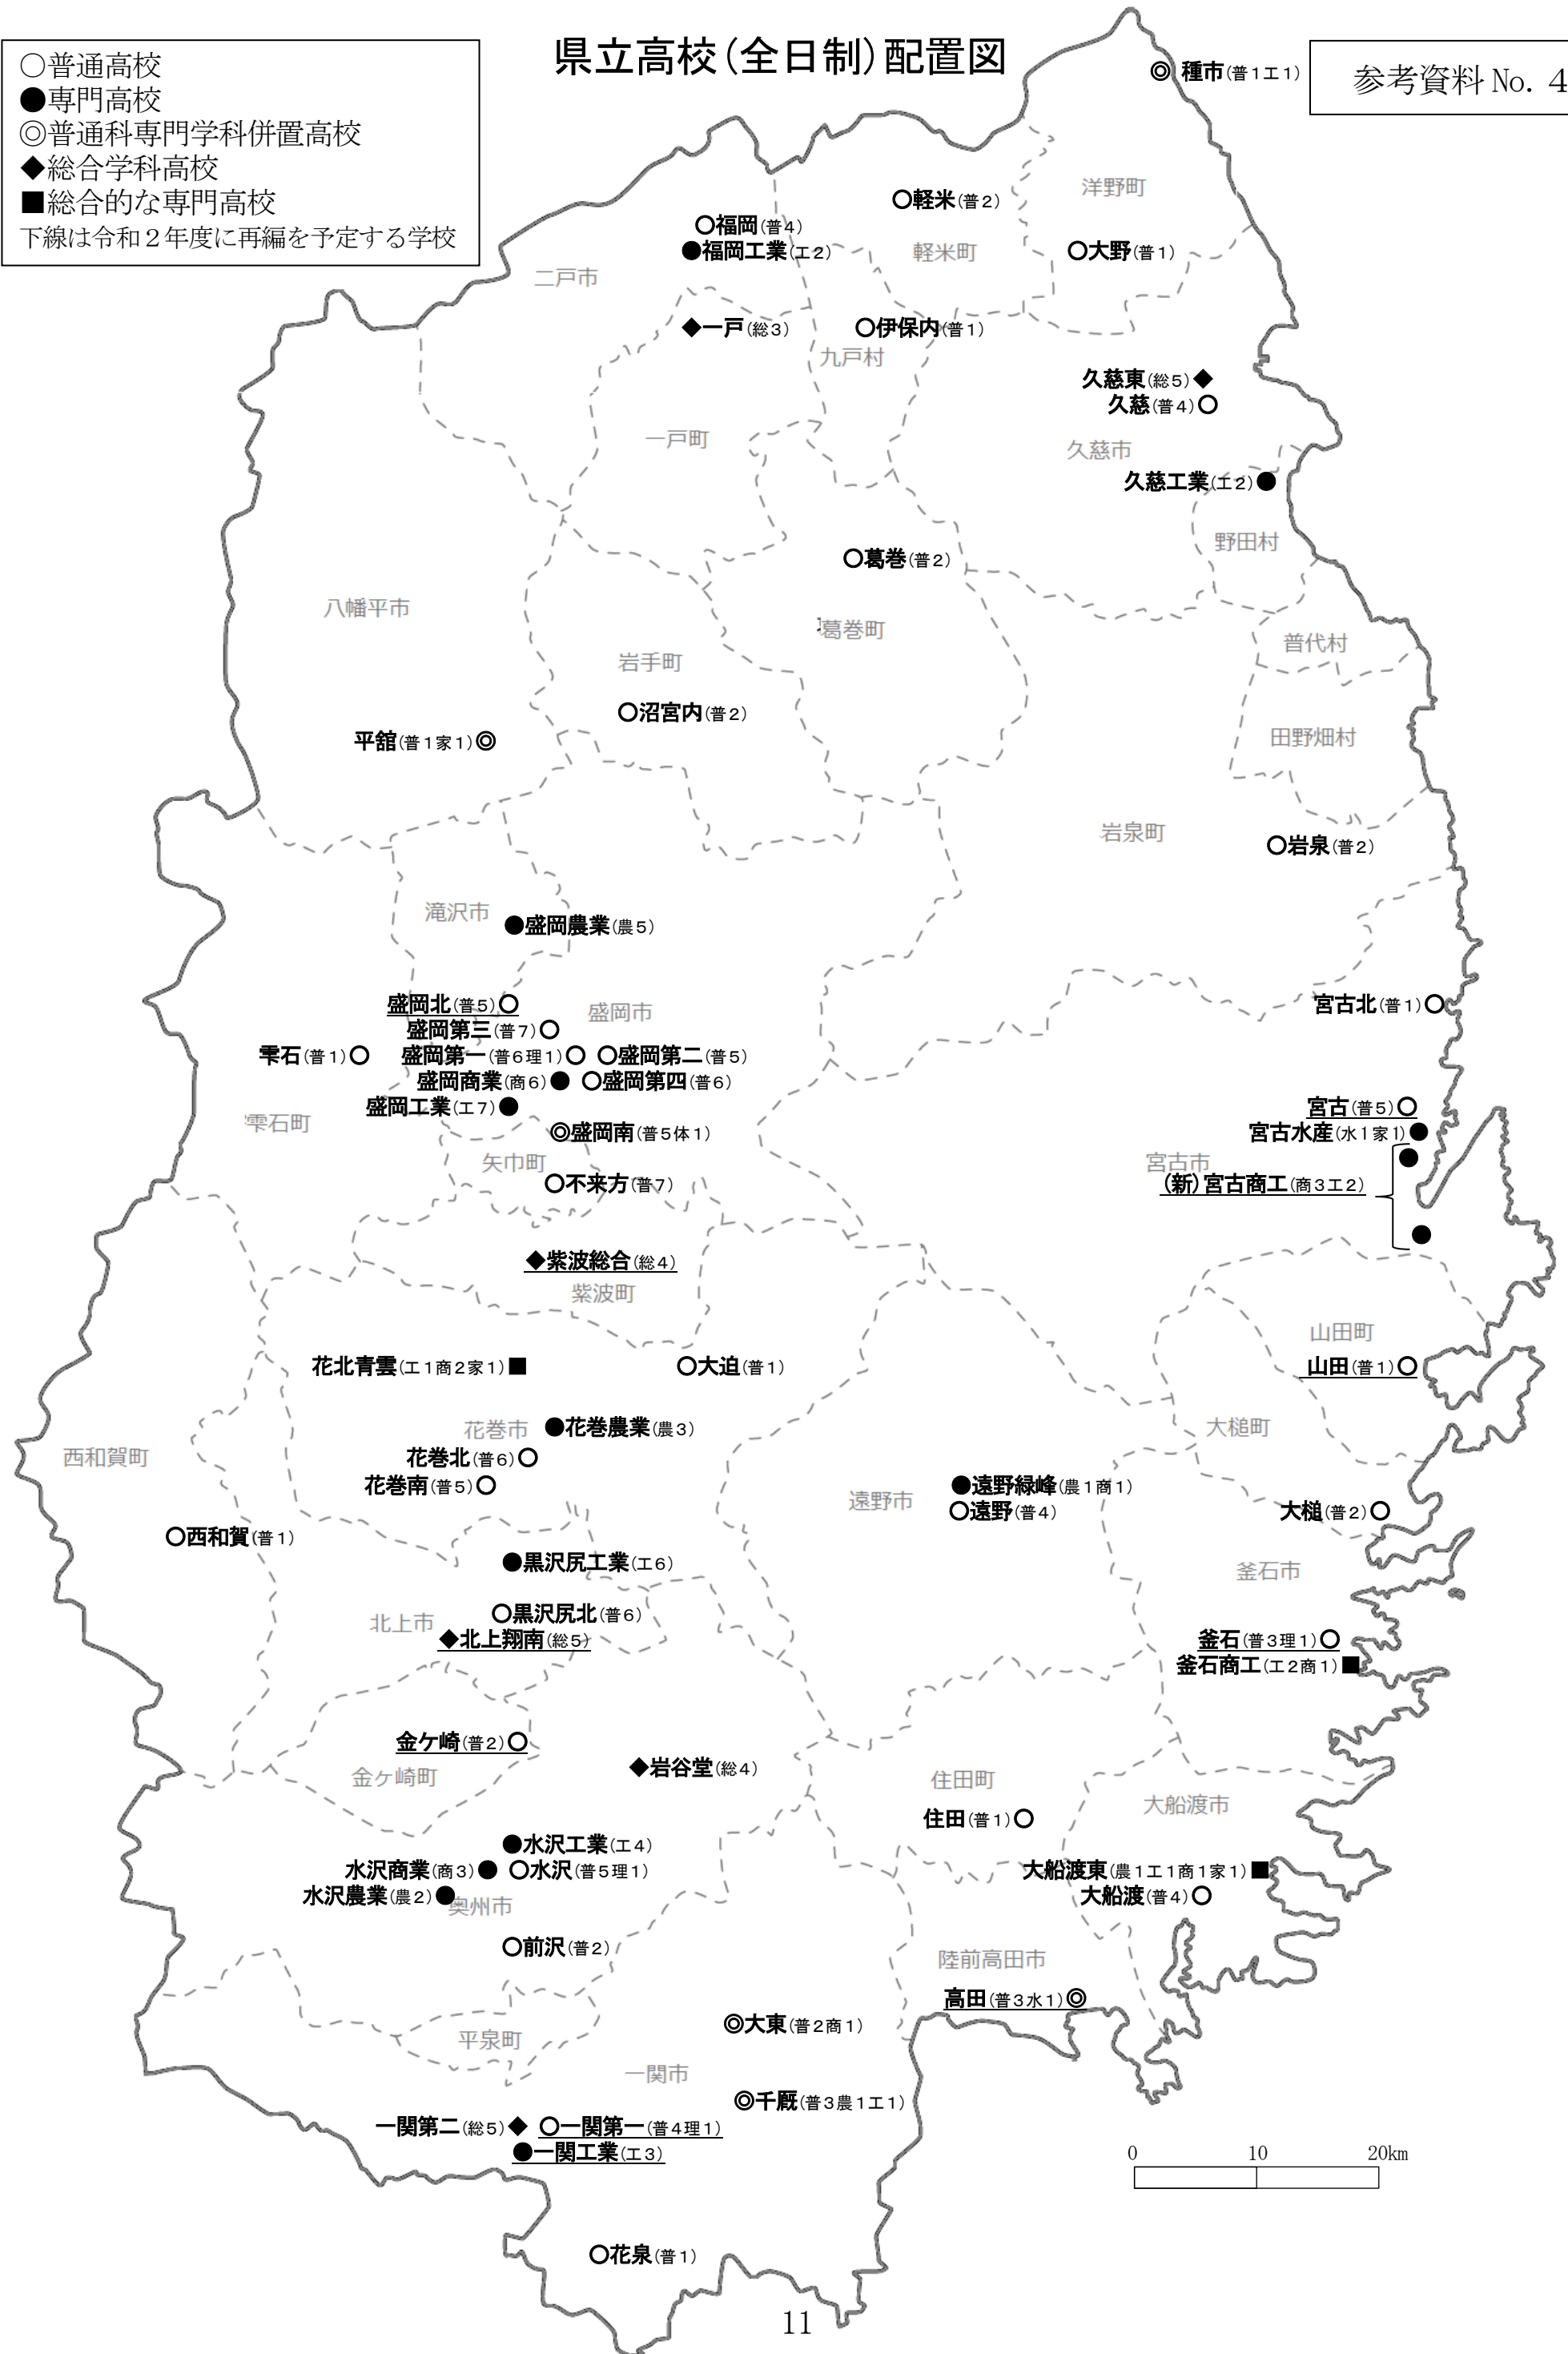 県立高校(全日制)配置図
参考資料 No. 4
○普通高校
●専門高校
◎普通科専門学科併置高校
◆総合学科高校
■総合的な専門高校
下線は令和２年度に再編を予定する学校
◎ 種市(普１工１)
洋野町
○軽米(普２)
○福岡(普４)
●福岡工業(工２)
軽米町
○大野(普１)
二戸市
◆一戸(総３)
○伊保内(普１)
九戸村
久慈東(総５)◆
久慈(普４)○
一戸町
久慈市
久慈工業(工２)●
野田村
○葛巻(普２)
八幡平市
葛巻町
普代村
岩手町
○沼宮内(普２)
平舘(普１家１)◎
田野畑村
岩泉町
○岩泉(普２)
滝沢市
●盛岡農業(農５)
盛岡北(普５)○
盛岡市
宮古北(普１)○
盛岡第三(普７)○
雫石(普１)○
盛岡第一(普６理１)○ ○盛岡第二(普５)
盛岡商業(商６)● ○盛岡第四(普６)
盛岡工業(工７)●
宮古(普５)○
雫石町
◎盛岡南(普５体１)
宮古水産(水１家１)●
矢巾町
宮古市
●
○不来方(普７)
(新)宮古商工(商３工２)
●
◆紫波総合(総４)
紫波町
山田町
花北青雲(工１商２家１)■
○大迫(普１)
山田(普１)○
花巻市
●花巻農業(農３)
大槌町
西和賀町
花巻北(普６)○
花巻南(普５)○
●遠野緑峰(農１商１)
遠野市
○遠野(普４)
大槌(普２)○
○西和賀(普１)
●黒沢尻工業(工６)
釜石市
○黒沢尻北(普６)
北上市
◆北上翔南(総５)
釜石(普３理１)○
釜石商工(工２商１)■
金ケ崎(普２)○
◆岩谷堂(総４)
金ヶ崎町
住田町
大船渡市
住田(普１)○
●水沢工業(工４)
水沢商業(商３)● ○水沢(普５理１)
大船渡東(農１工１商１家１)■
水沢農業(農２)●
大船渡(普４)○
奥州市
○前沢(普２)
陸前高田市
高田(普３水１)◎
◎大東(普２商１)
平泉町
一関市
◎千厩(普３農１工１)
一関第二(総５)◆ ○一関第一(普４理１)
●一関工業(工３)
0 10 20km
○花泉(普１)
11